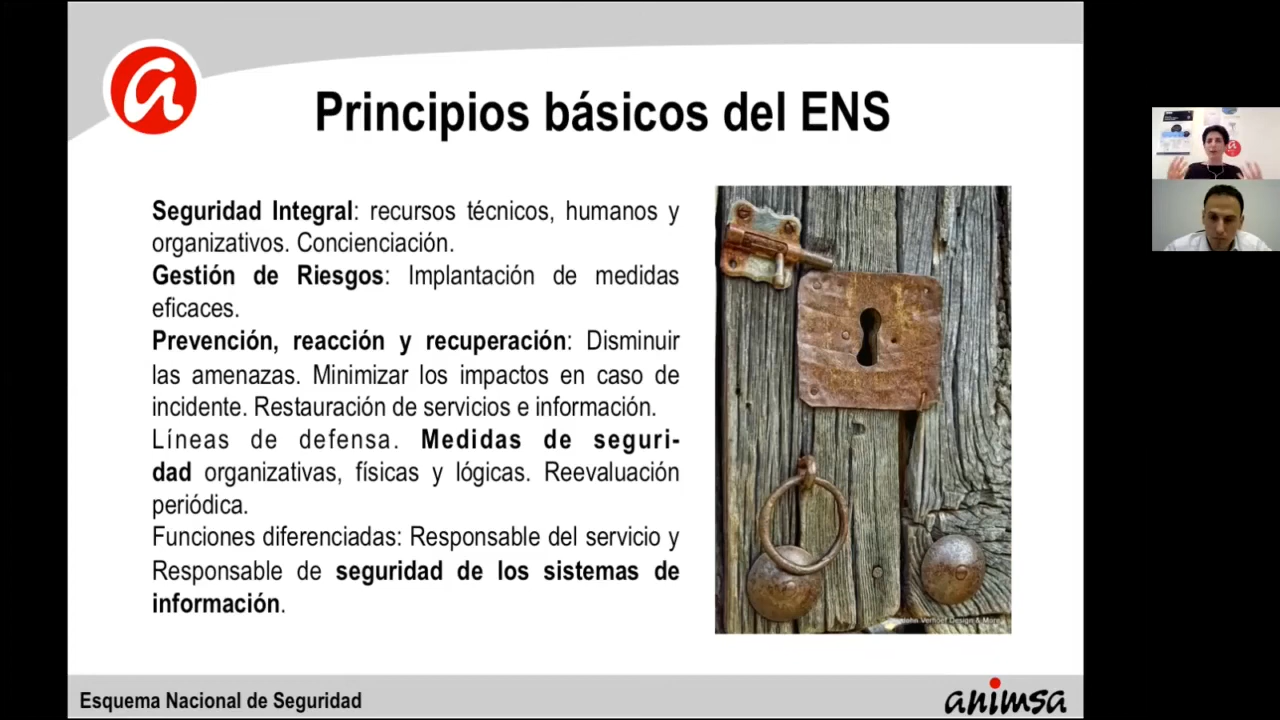 Principios básicos del ENS
Seguridad Integral: recursos técnicos, humanos y
organizativos. Concienciación.
Gestión de Riesgos: Implantación de medidas
eficaces.
Prevención, reacción y recuperación: Disminuir
las amenazas. Minimizar los impactos en caso de
incidente. Restauración de servicios e información.
Líneas de defensa. Medidas de seguri-
dad organizativas, físicas y lógicas. Reevaluación
periódica.
Funciones diferenciadas: Responsable del servicio y
Responsable de seguridad de los sistemas de
información.
Esquema Nacional de Seguridad
animsa